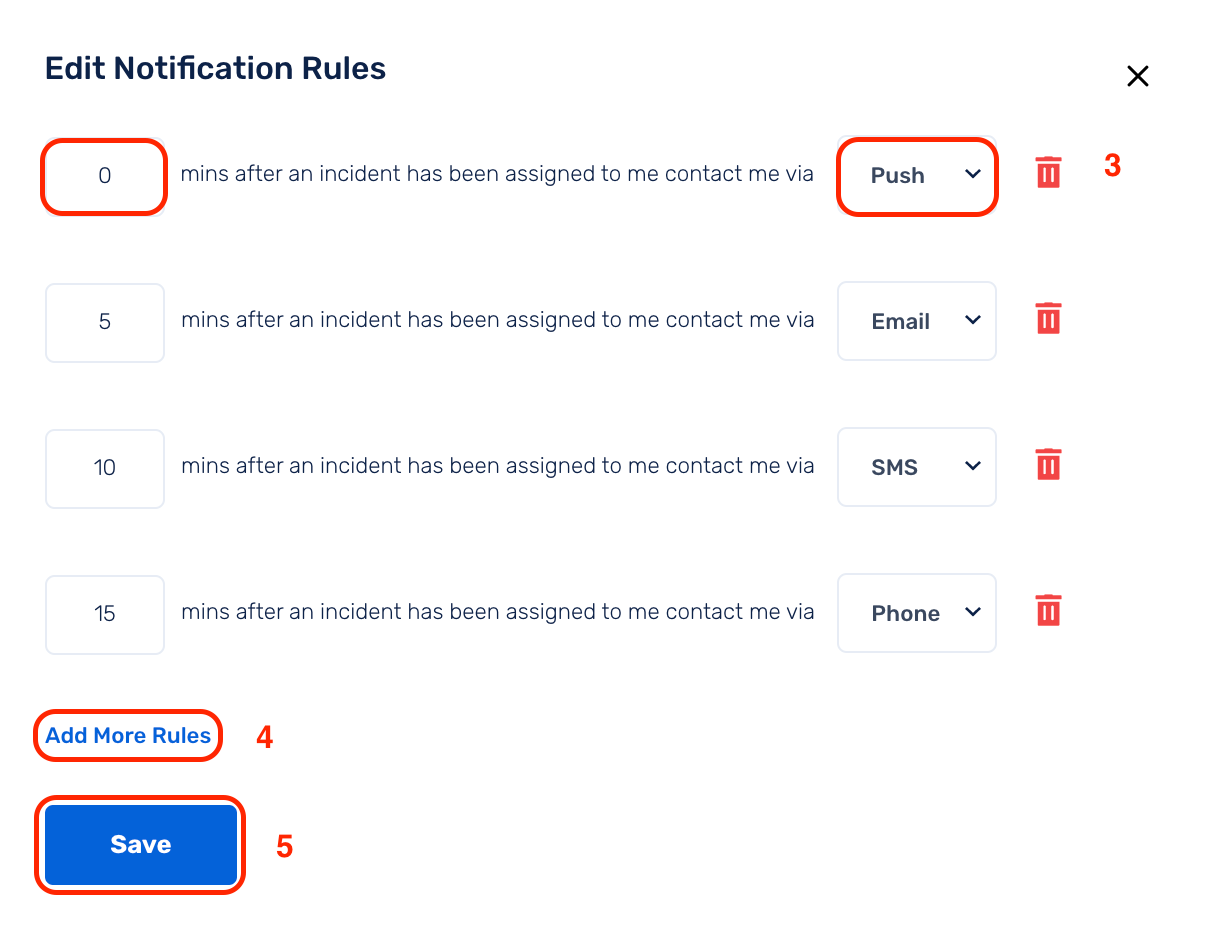 Edit Notification Rules
0 mins after an incident has been assigned to me contact me via Push 3
5 mins after an incident has been assigned to me contact me via Email
10 mins after an incident has been assigned to me contact me via SMS
15 mins after an incident has been assigned to me contact me via Phone
Add More Rules 4
Save 5